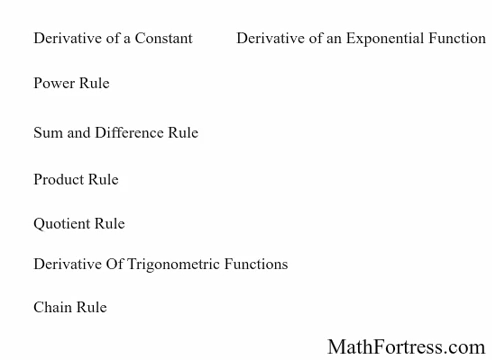 Derivative of a Constant
Derivative of an Exponential Function
Power Rule
Sum and Difference Rule
Product Rule
Quotient Rule
Derivative Of Trigonometric Functions
Chain Rule
MathFortress.com